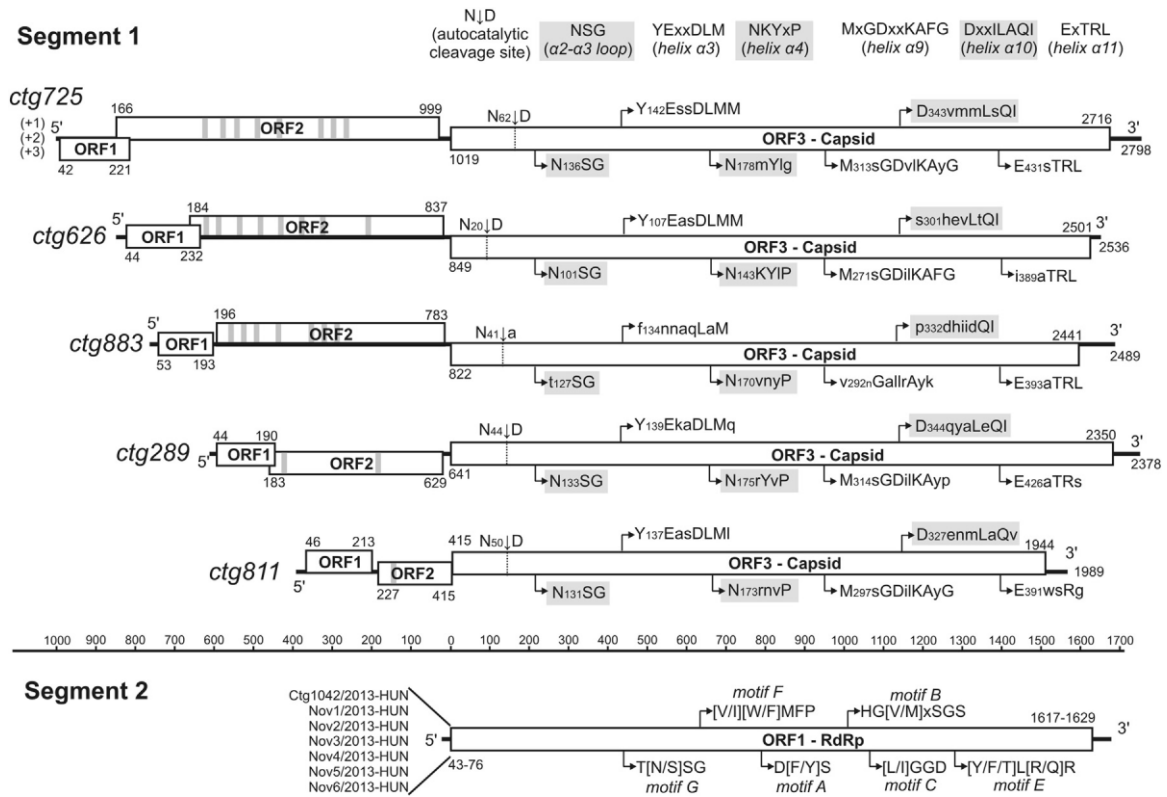 Segment 1
N↓D
(autocatalytic
cleavage site)
NSG
(α2-α3 loop)
YExxDLM
(helix α3)
NKYxP
(helix α4)
MxGDxxKAFG
(helix α9)
DxxILAQI
(helix α10)
ExTRL
(helix α11)
ctg725
(+1)
(+2)
(+3)
5'
166
999
ORF2
ORF1
42
221
N62↓D
Y142EssDLMM
D343vmmLsQI
2716
3'
ORF3 - Capsid
1019
2798
N136SG
N178mYlg
M313sGDvlKAyG
E431sTRL
ctg626
5'
184
837
ORF1
ORF2
44
232
N20↓D
Y107EasDLMM
s301hevLtQI
2501
3'
ORF3 - Capsid
849
2536
N101SG
N143KYlP
M271sGDilKAFG
i389aTRL
ctg883
5'
196
783
ORF1
ORF2
53
193
N41↓a
f134nnaqLaM
p332dhiidQI
2441
3'
ORF3 - Capsid
822
2489
t127SG
N170vnyP
v292nGallrAyk
E393aTRL
ctg289
44
190
5'
ORF1
ORF2
183
629
N44↓D
Y139EkaDLMq
D344qyaLeQI
2350
3'
ORF3 - Capsid
641
2378
N133SG
N175rYvP
M314sGDilKAyp
E426aTRs
ctg811
46
213
415
5'
ORF1
ORF2
227
415
N50↓D
Y137EasDLMl
D327enmLaQv
1944
3'
ORF3 - Capsid
1989
N131SG
N173rnvP
M297sGDilKAyG
E391wsRg
1000 900 800 700 600 500 400 300 200 100 0 100 200 300 400 500 600 700 800 900 1000 1100 1200 1300 1400 1500 1600 1700
Segment 2
Ctg1042/2013-HUN
Nov1/2013-HUN
Nov2/2013-HUN
Nov3/2013-HUN
Nov4/2013-HUN
Nov5/2013-HUN
Nov6/2013-HUN
motif F
[V/I][W/F]MFP
motif B
HG[V/M]xSGS
1617-1629
5'
ORF1 - RdRp
3'
43-76
T[N/S]SG
motif G
D[F/Y]S
motif A
[L/I]GGD
motif C
[Y/F/T]L[R/Q]R
motif E